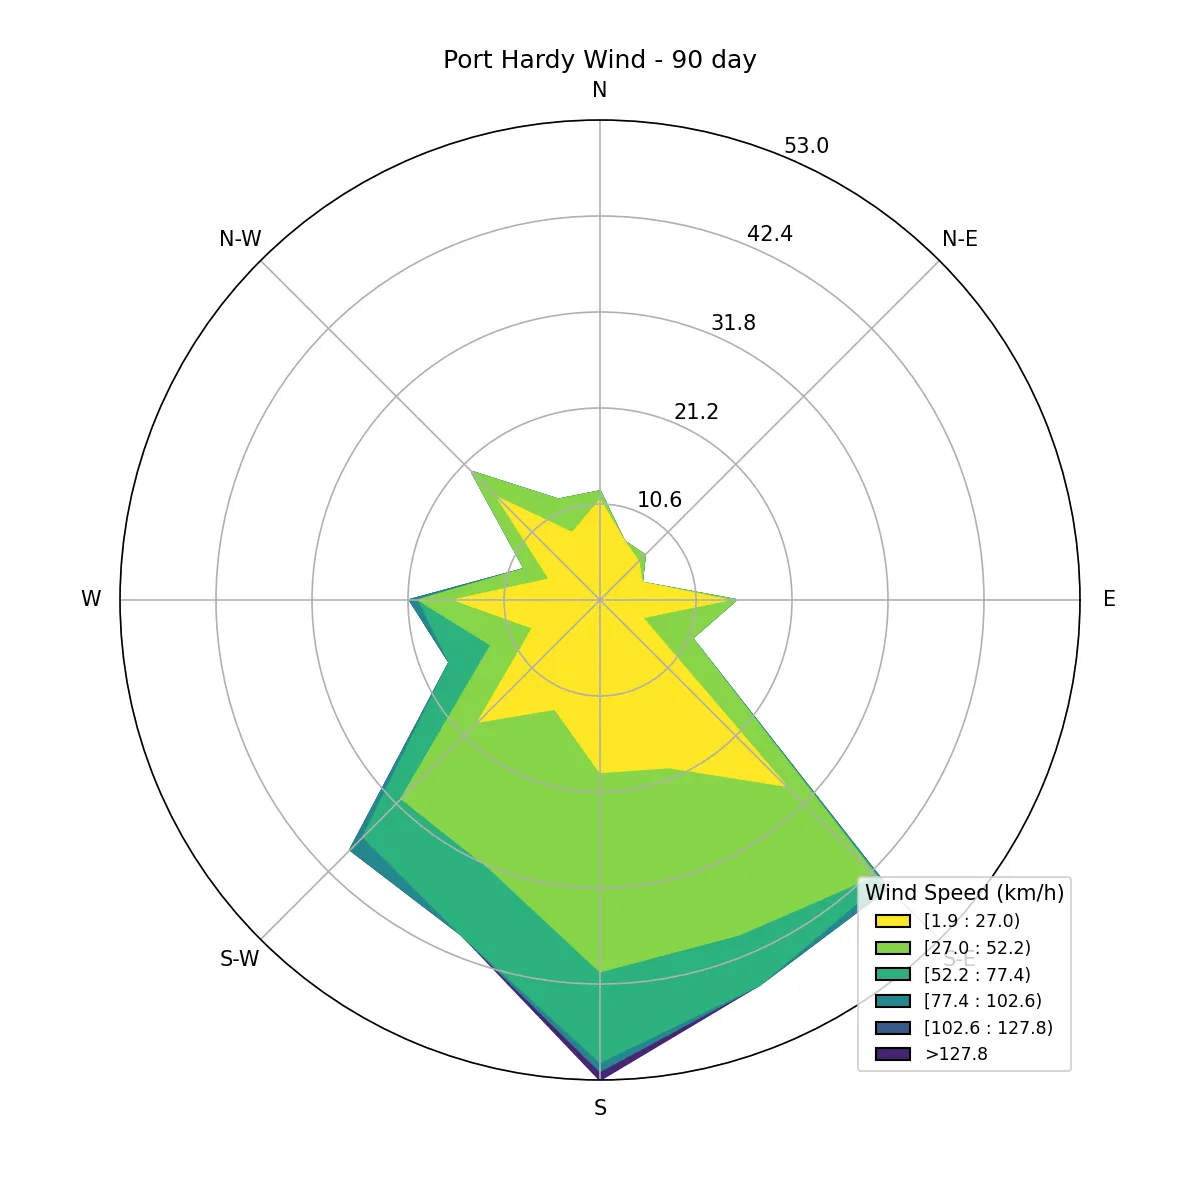 Port Hardy Wind - 90 day
N
53.0
N-W
42.4
N-E
31.8
21.2
10.6
W
E
Wind Speed (km/h)
[1.9 : 27.0)
[27.0 : 52.2)
S-W
S-E
[52.2 : 77.4)
[77.4 : 102.6)
[102.6 : 127.8)
>127.8
S